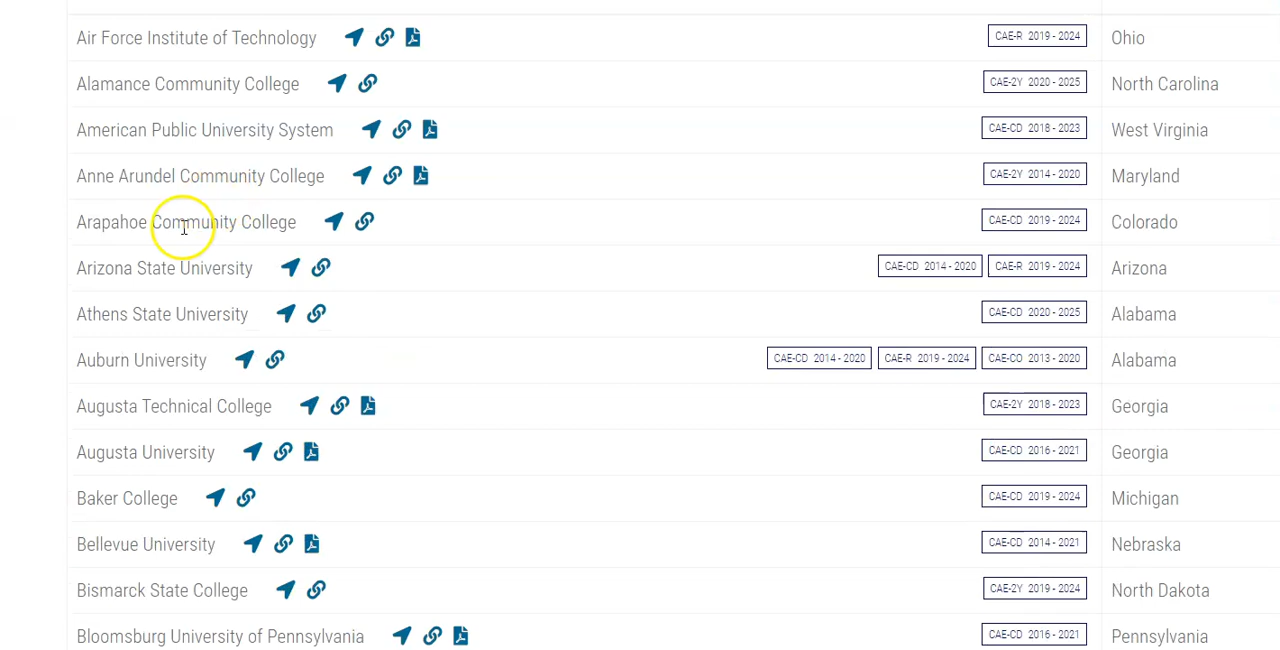 Air Force Institute of Technology CAE-R 2019 - 2024 Ohio
Alamance Community College CAE-2Y 2020 - 2025 North Carolina
American Public University System CAE-CD 2018 - 2023 West Virginia
Anne Arundel Community College CAE-2Y 2014 - 2020 Maryland
Arapahoe Community College CAE-CD 2019 - 2024 Colorado
Arizona State University CAE-CD 2014 - 2020 CAE-R 2019 - 2024 Arizona
Athens State University CAE-CD 2020 - 2025 Alabama
Auburn University CAE-CD 2014 - 2020 CAE-R 2019 - 2024 CAE-CO 2013 - 2020 Alabama
Augusta Technical College CAE-2Y 2018 - 2023 Georgia
Augusta University CAE-CD 2016 - 2021 Georgia
Baker College CAE-CD 2019 - 2024 Michigan
Bellevue University CAE-CD 2014 - 2021 Nebraska
Bismarck State College CAE-2Y 2019 - 2024 North Dakota
Bloomsburg University of Pennsylvania CAE-CD 2016 - 2021 Pennsylvania